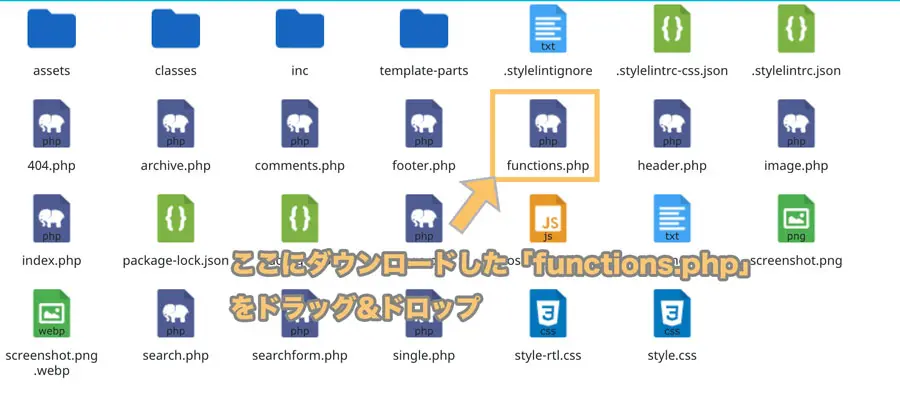 assets
classes
inc
template-parts
txt
.stylelintignore
.stylelintrc-css.json
.stylelintrc.json
php
404.php
php
archive.php
php
comments.php
php
footer.php
php
functions.php
php
header.php
php
image.php
php
index.php
package-lock.json
JS
js
txt
png
screenshot.png
ここにダウンロードした「functions.php」
をドラッグ&ドロップ
webp
screenshot.png
.webp
php
search.php
searchform.php
php
single.php
css
style-rtl.css
css
style.css